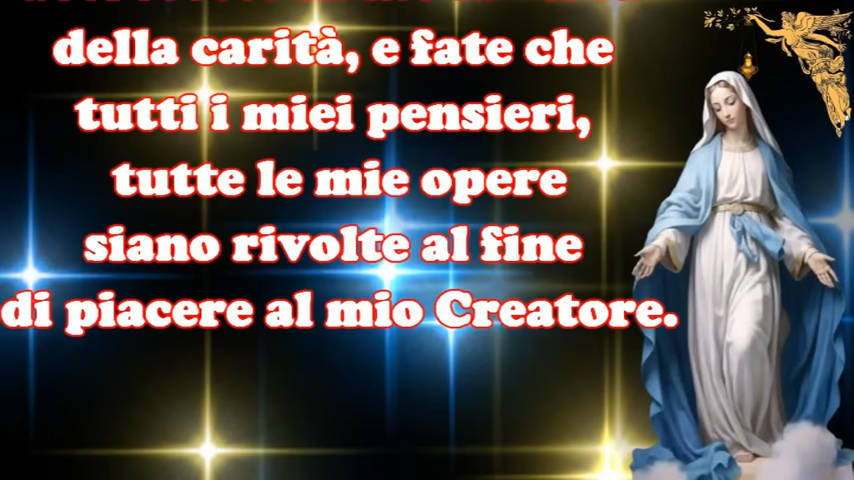 della carità, e fate che
tutti i miei pensieri,
tutte le mie opere
siano rivolte al fine
di piacere al mio Creatore.